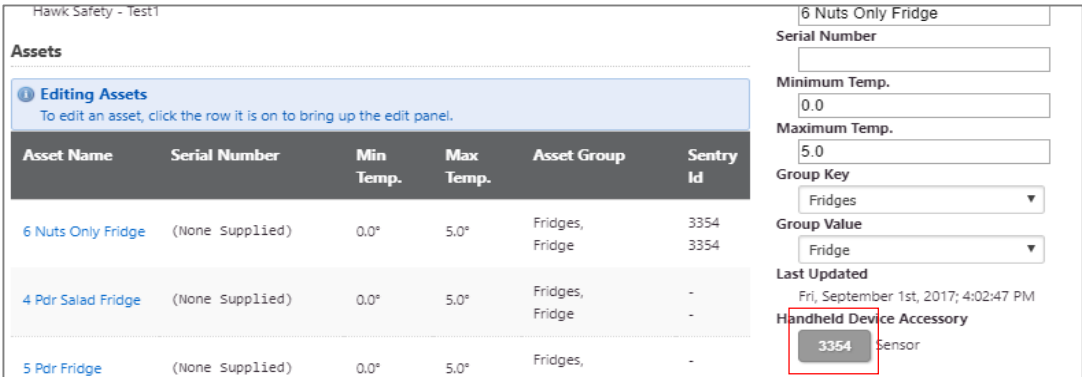 Hawk Safety - Test1
Assets
Editing Assets
To edit an asset, click the row it is on to bring up the edit panel.
Asset Name Serial Number Min Temp. Max Temp. Asset Group Sentry Id
6 Nuts Only Fridge (None Supplied) 0.0° 5.0° Fridges, Fridge 3354 3354
4 Pdr Salad Fridge (None Supplied) 0.0° 5.0° Fridges, Fridge - -
5 Pdr Fridge (None Supplied) 0.0° 5.0° Fridges, -
6 Nuts Only Fridge
Serial Number
Minimum Temp.
0.0
Maximum Temp.
5.0
Group Key
Fridges
Group Value
Fridge
Last Updated
Fri, September 1st, 2017; 4:02:47 PM
Handheld Device Accessory
3354 Sensor